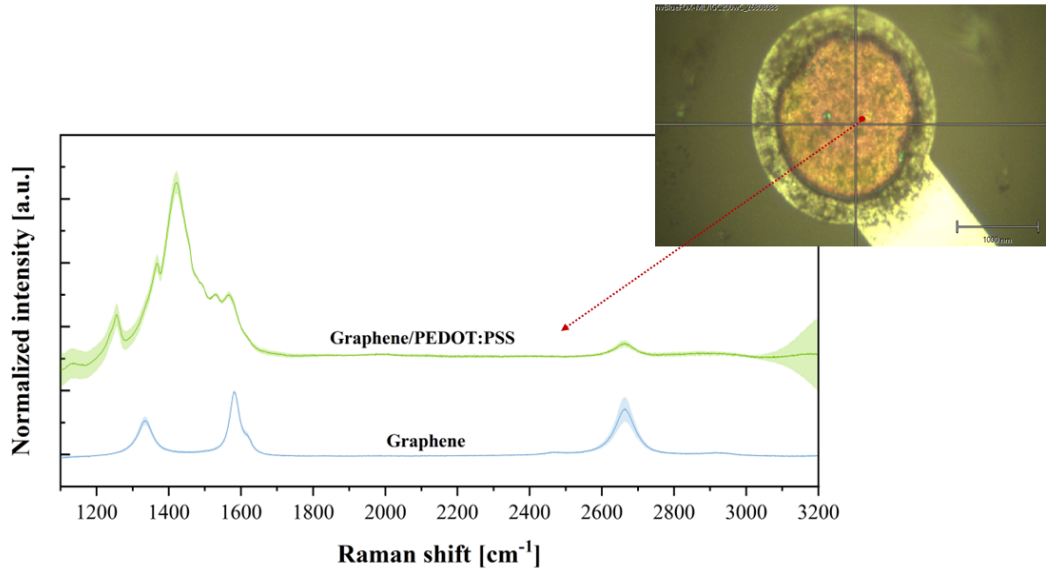 Normalized intensity [a.u.]
Graphene/PEDOT:PSS
Graphene
1200 1400 1600 1800 2000 2200 2400 2600 2800 3000 3200
Raman shift [cm⁻¹]